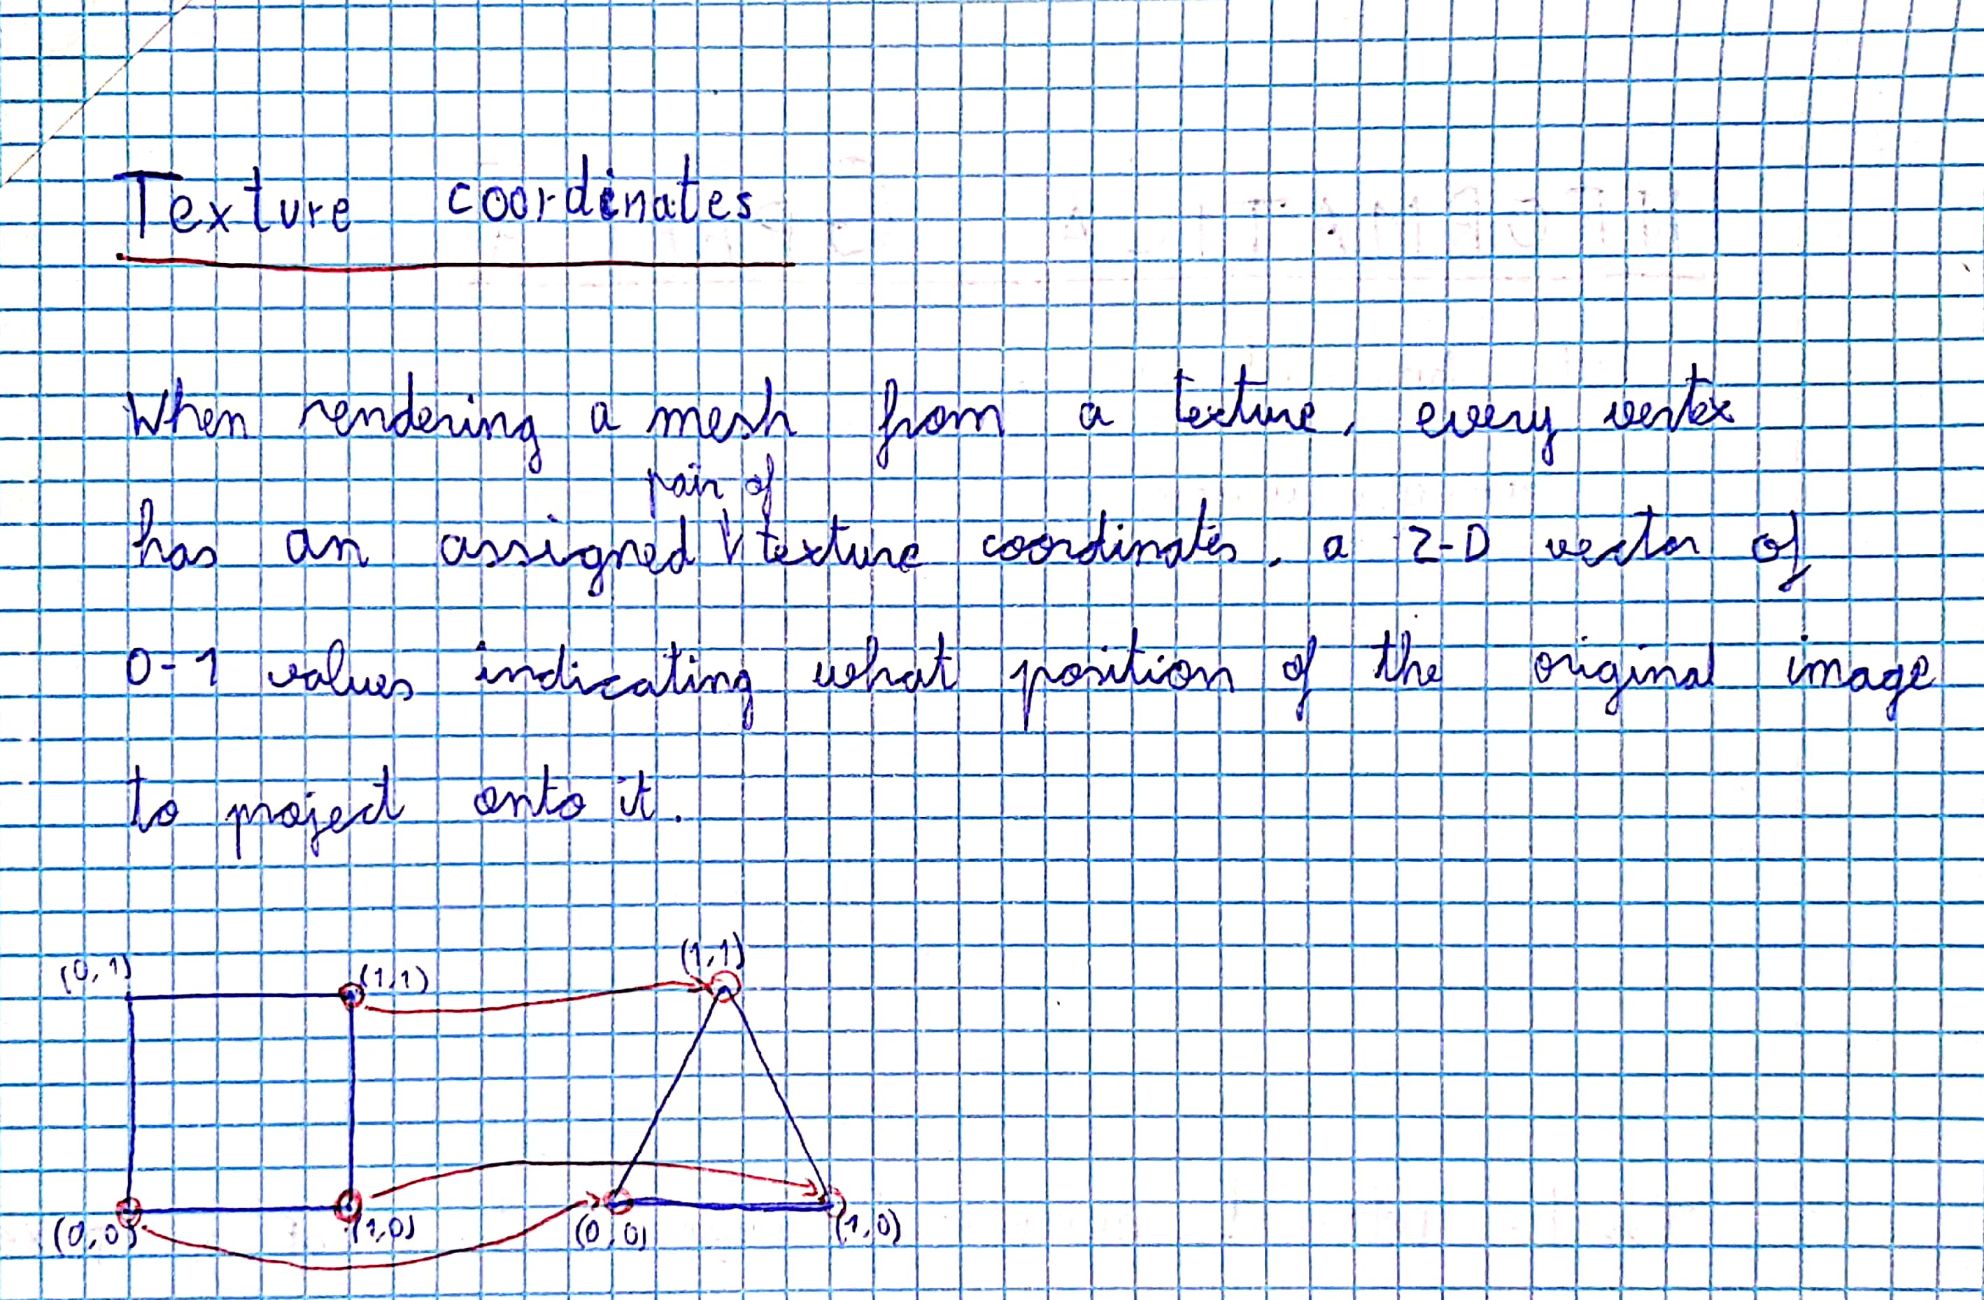 Texture coordinates
When rendering a mesh from a texture, every vertex
pair of
has an assigned V texture coordinates, a 2-D vector of
0-1 values indicating what position of the original image
to project onto it.
(0,1) (1,1) (1,1)
(0,0) (1,0) (0,0) (1,0)